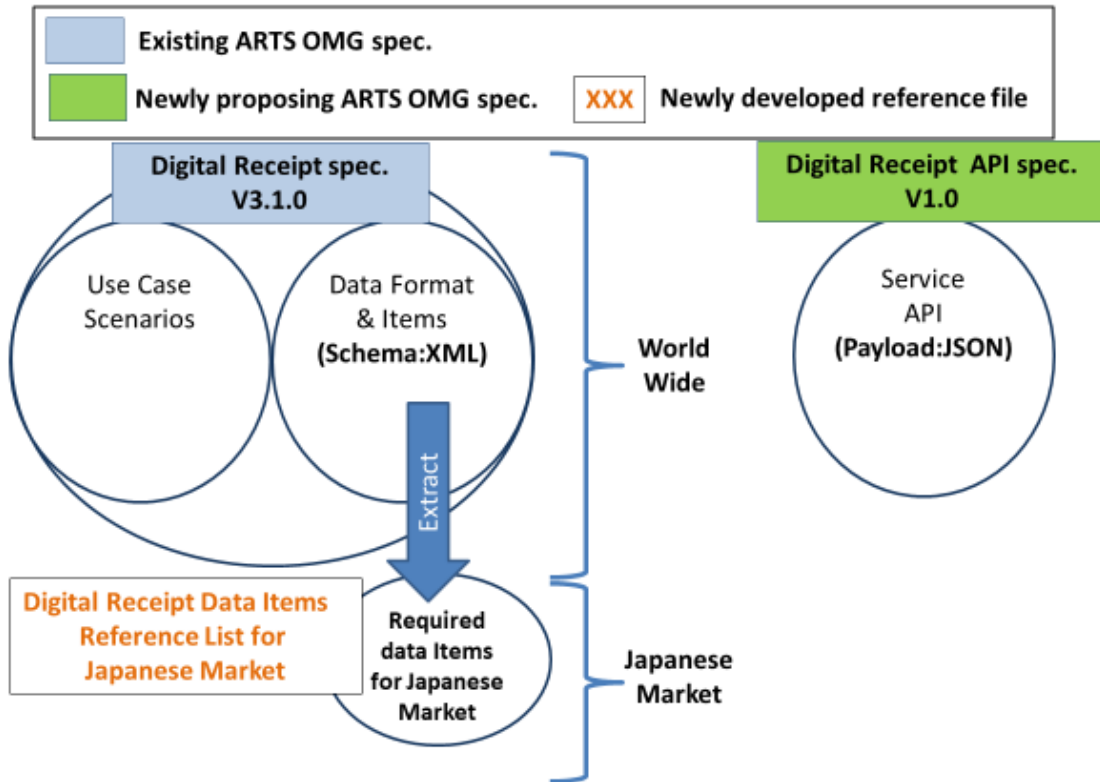 Existing ARTS OMG spec.
Newly proposing ARTS OMG spec.
XXX
Newly developed reference file
Digital Receipt spec.
V3.1.0
Digital Receipt API spec.
V1.0
Use Case
Scenarios
Data Format
& Items
(Schema:XML)
Service
API
(Payload:JSON)
World
Wide
Extract
Digital Receipt Data Items
Reference List for
Japanese Market
Required
data Items
for Japanese
Market
Japanese
Market